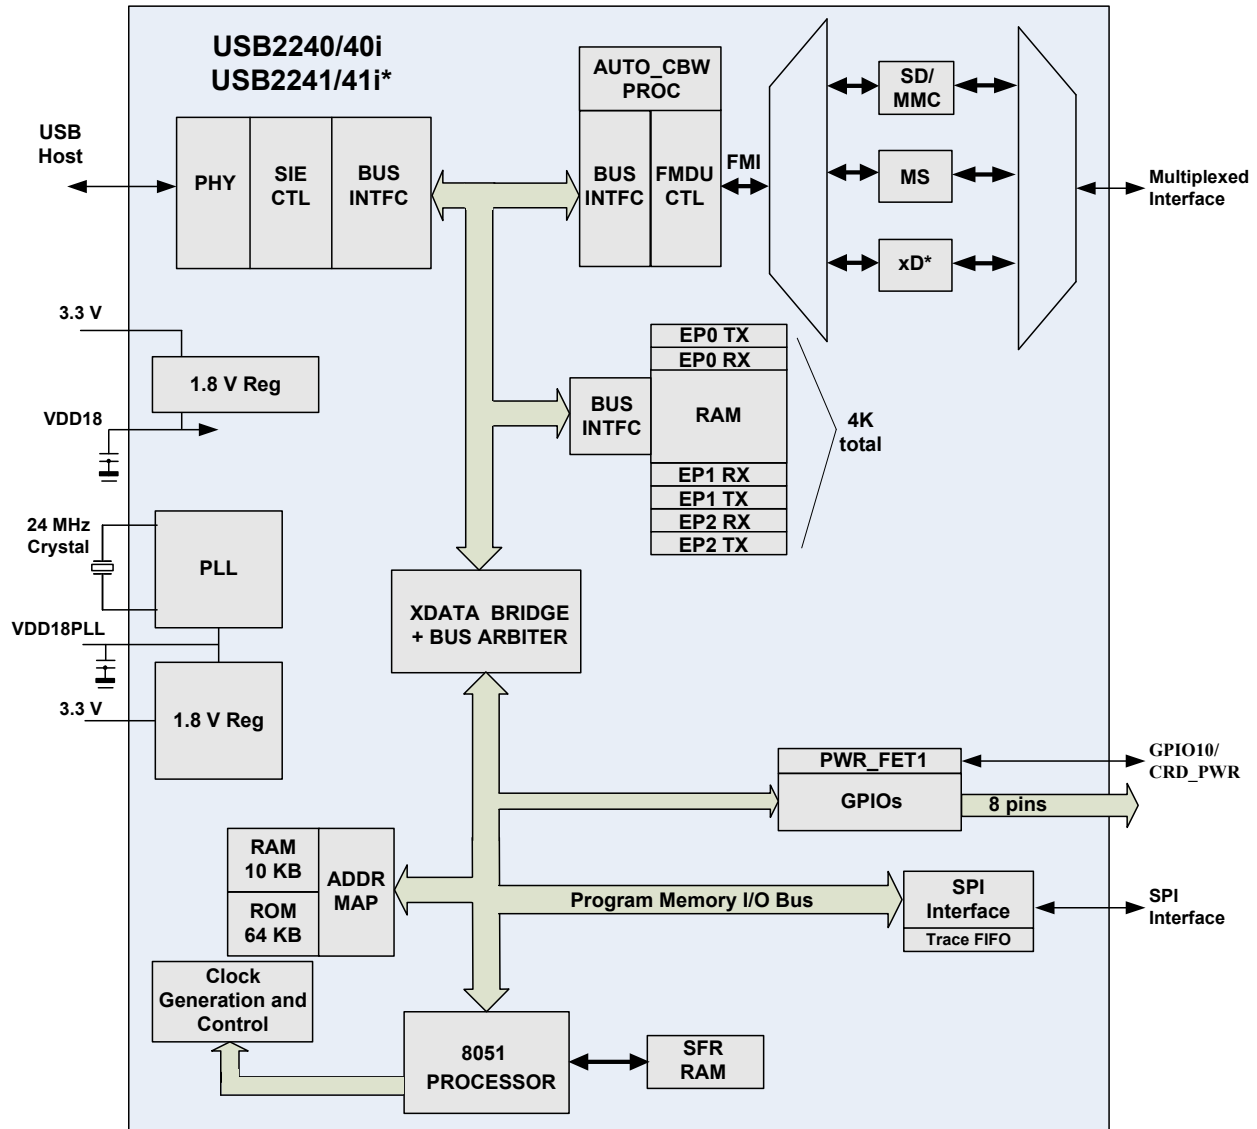 USB2240/40i
USB2241/41i*
USB
Host
PHY
SIE
CTL
BUS
INTFC
AUTO_CBW
PROC
BUS
INTFC
FMDU
CTL
FMI
SD/
MMC
MS
xD*
Multiplexed
Interface
3.3 V
1.8 V Reg
VDD18
EP0 TX
EP0 RX
BUS
INTFC
RAM
EP1 RX
EP1 TX
EP2 RX
EP2 TX
4K
total
24 MHz
Crystal
PLL
VDD18PLL
3.3 V
1.8 V Reg
XDATA BRIDGE
+ BUS ARBITER
PWR_FET1
GPIOs
GPIO10/
CRD_PWR
8 pins
RAM
10 KB
ROM
64 KB
ADDR
MAP
Program Memory I/O Bus
SPI
Interface
Trace FIFO
SPI
Interface
Clock
Generation and
Control
8051
PROCESSOR
SFR
RAM